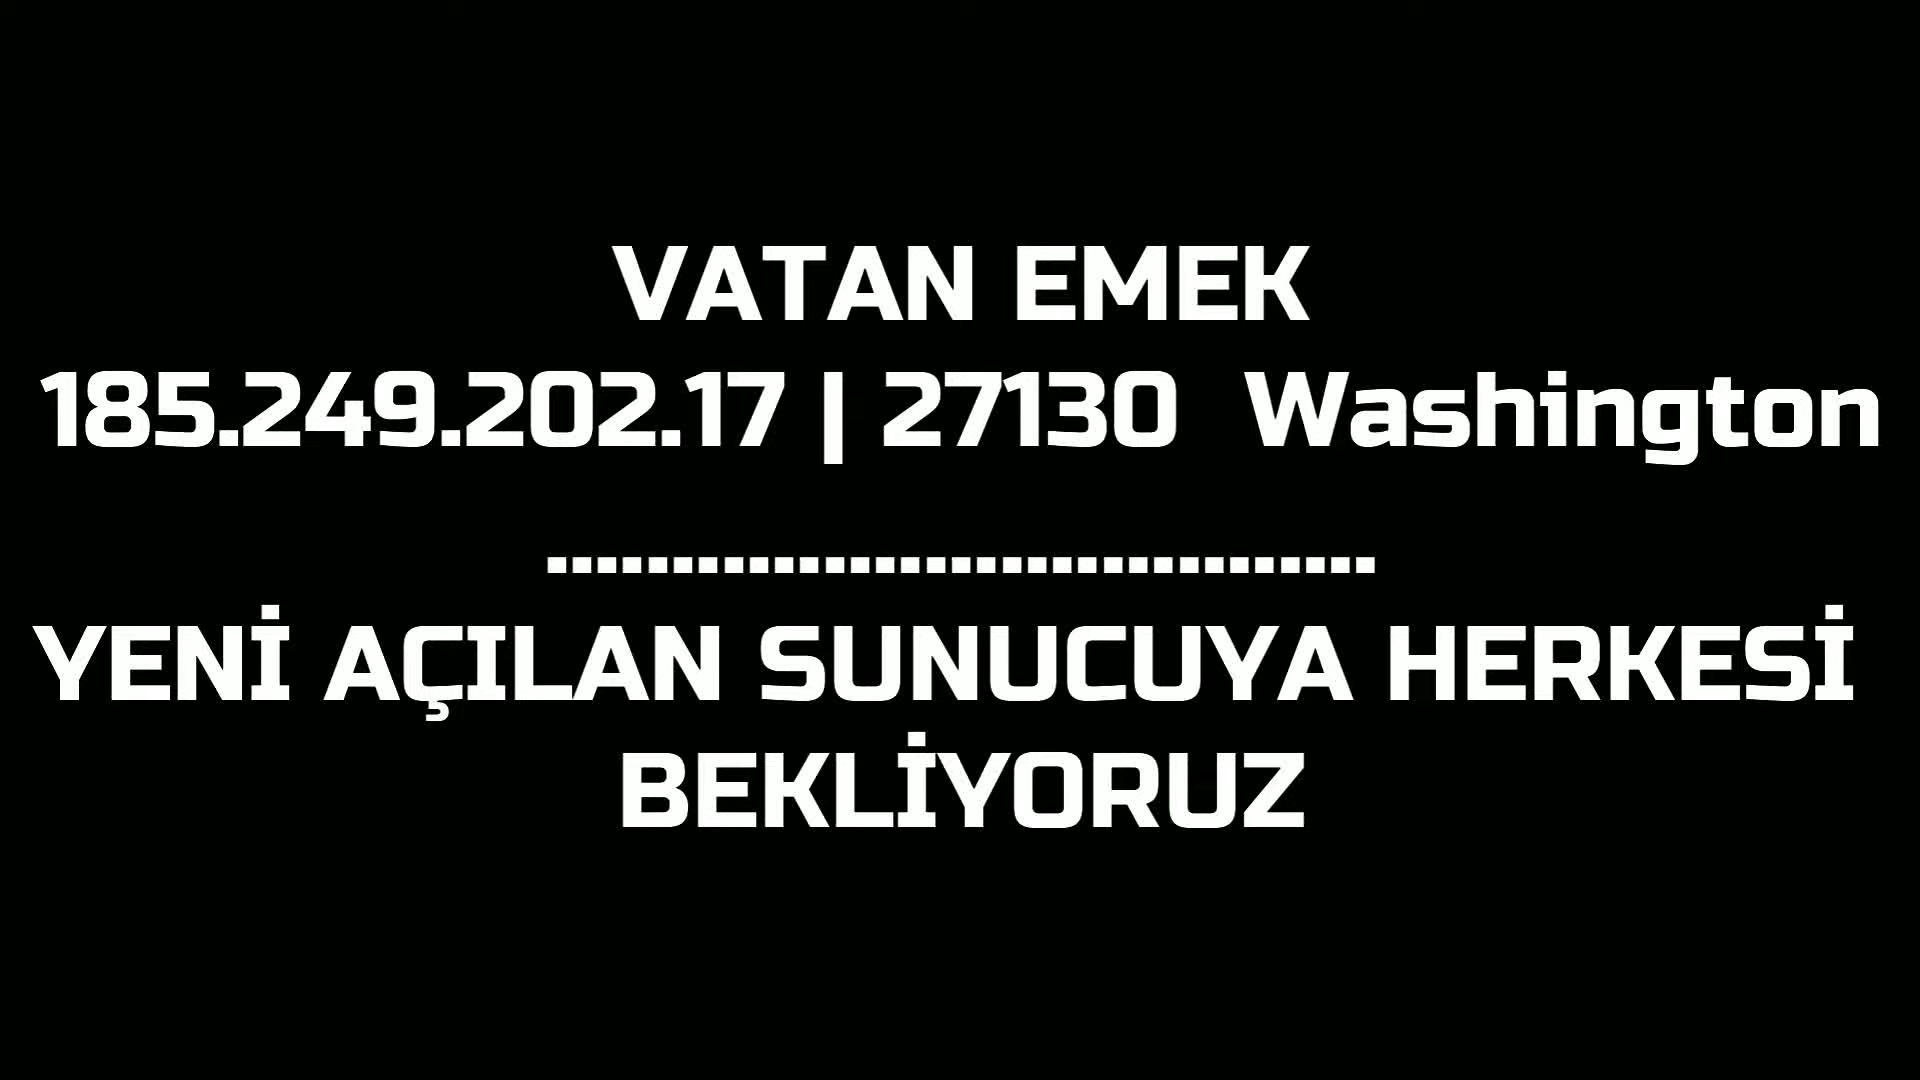 VATAN EMEK
185.249.202.17 | 27130  Washington
.................................
YENİ AÇILAN SUNUCUYA HERKESİ
BEKLİYORUZ